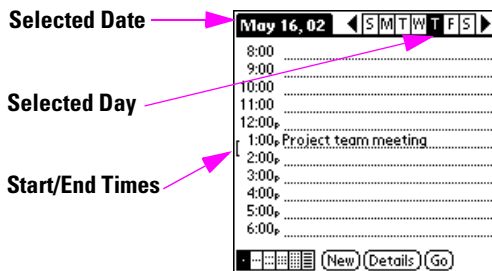 Selected Date
Selected Day
Start/End Times
May 16, 02 S M T W T F S
8:00
9:00
10:00
11:00
12:00P
1:00P Project team meeting
2:00P
3:00P
4:00P
5:00P
6:00P
New Details Go